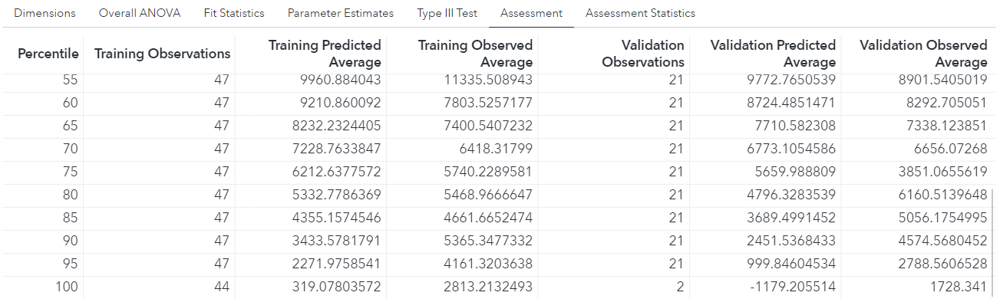 Dimensions Overall ANOVA Fit Statistics Parameter Estimates Type III Test Assessment Assessment Statistics
Percentile Training Observations Training Predicted Average Training Observed Average Validation Observations Validation Predicted Average Validation Observed Average
55 47 9960.884043 11335.508943 21 9772.7650539 8901.5405019
60 47 9210.860092 7803.5257177 21 8724.4851471 8292.705051
65 47 8232.2324405 7400.5407232 21 7710.582308 7338.123851
70 47 7228.7633847 6418.31799 21 6773.1054586 6656.07268
75 47 6212.6377572 5740.2289581 21 5659.988809 3851.0655619
80 47 5332.7786369 5468.9666647 21 4796.3283539 6160.5139648
85 47 4355.1574546 4661.6652474 21 3689.4991452 5056.1754995
90 47 3433.5781791 5365.3477332 21 2451.5368433 4574.5680452
95 47 2271.9758541 4161.3203638 21 999.84604534 2788.5606528
100 44 319.07803572 2813.2132493 2 -1179.205514 1728.341